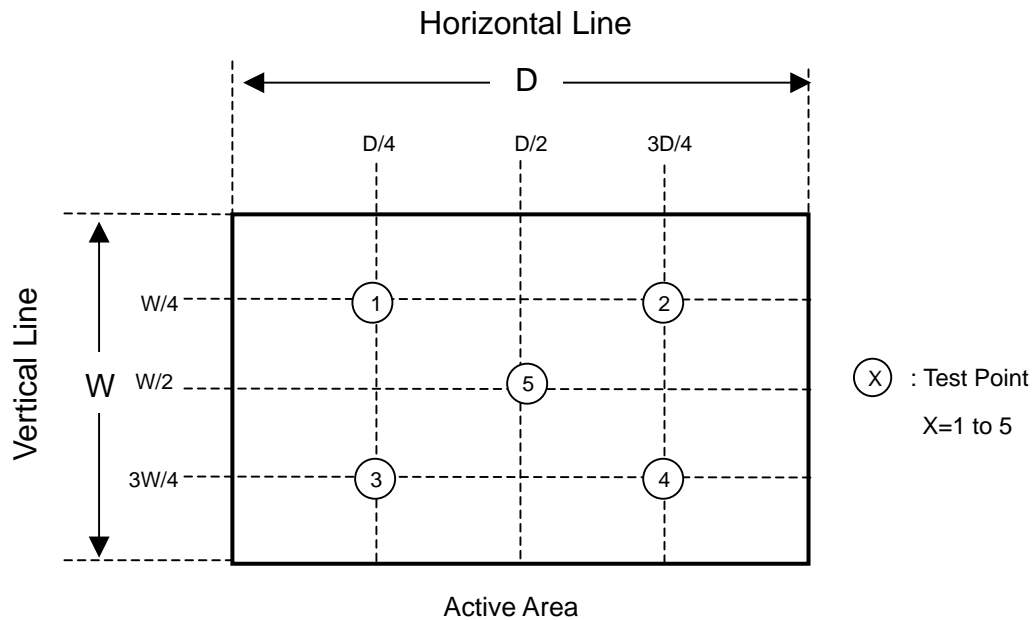 Horizontal Line
D
D/4 D/2 3D/4
Vertical Line
W
W/4
1 2
W/2
5
X : Test Point
X=1 to 5
3W/4
3 4
Active Area